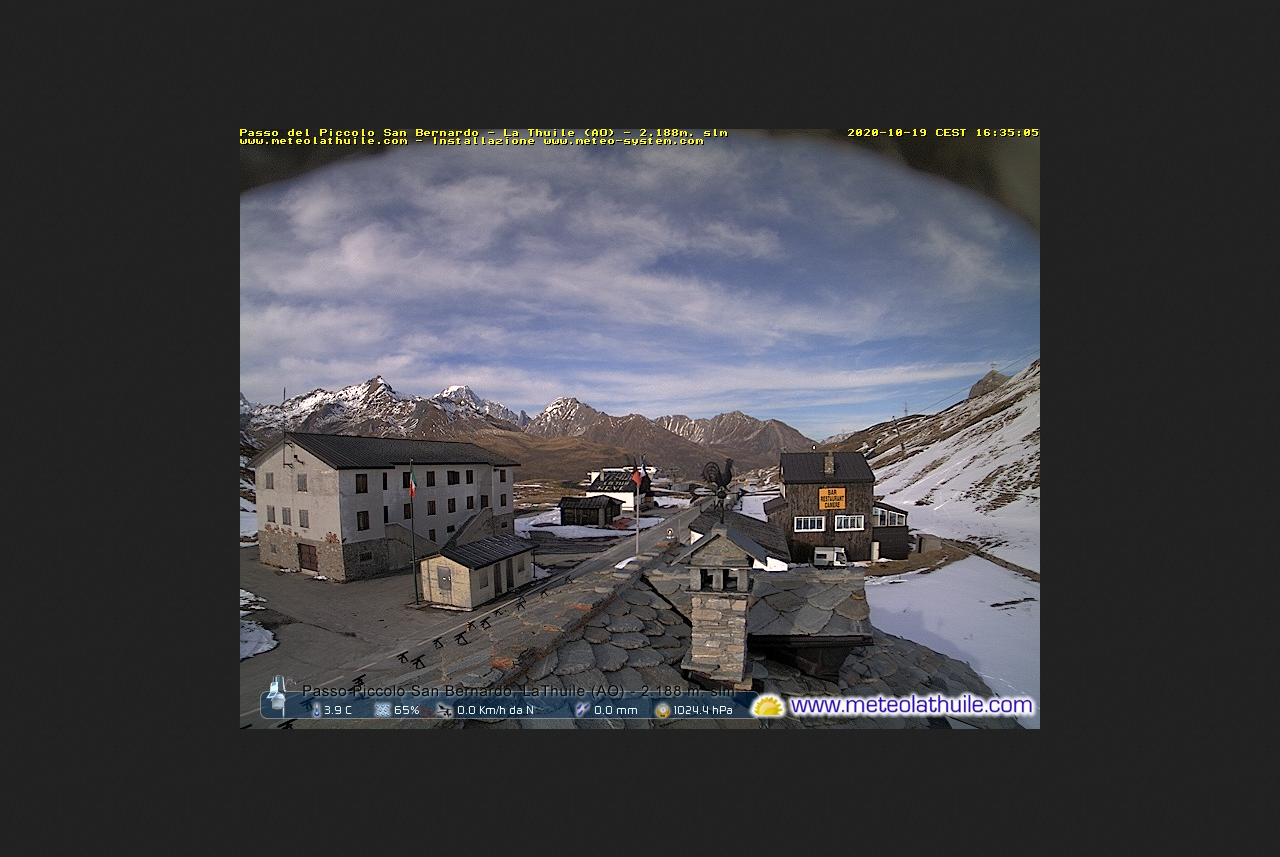 Passo del Piccolo San Bernardo - La Thuile (AO) - 2.188m. slm
2020-10-19 CEST 16:35:05
www.meteolathuile.com - Installazione www.meteo-system.com
BAR
RESTAURANT
CAMERE
Passo Piccolo San Bernardo, LaThuile (AO) - 2.188 m. slm
3.9 C 65% 0.0 Km/h da N 0.0 mm 1024.4 hPa
www.meteolathuile.com